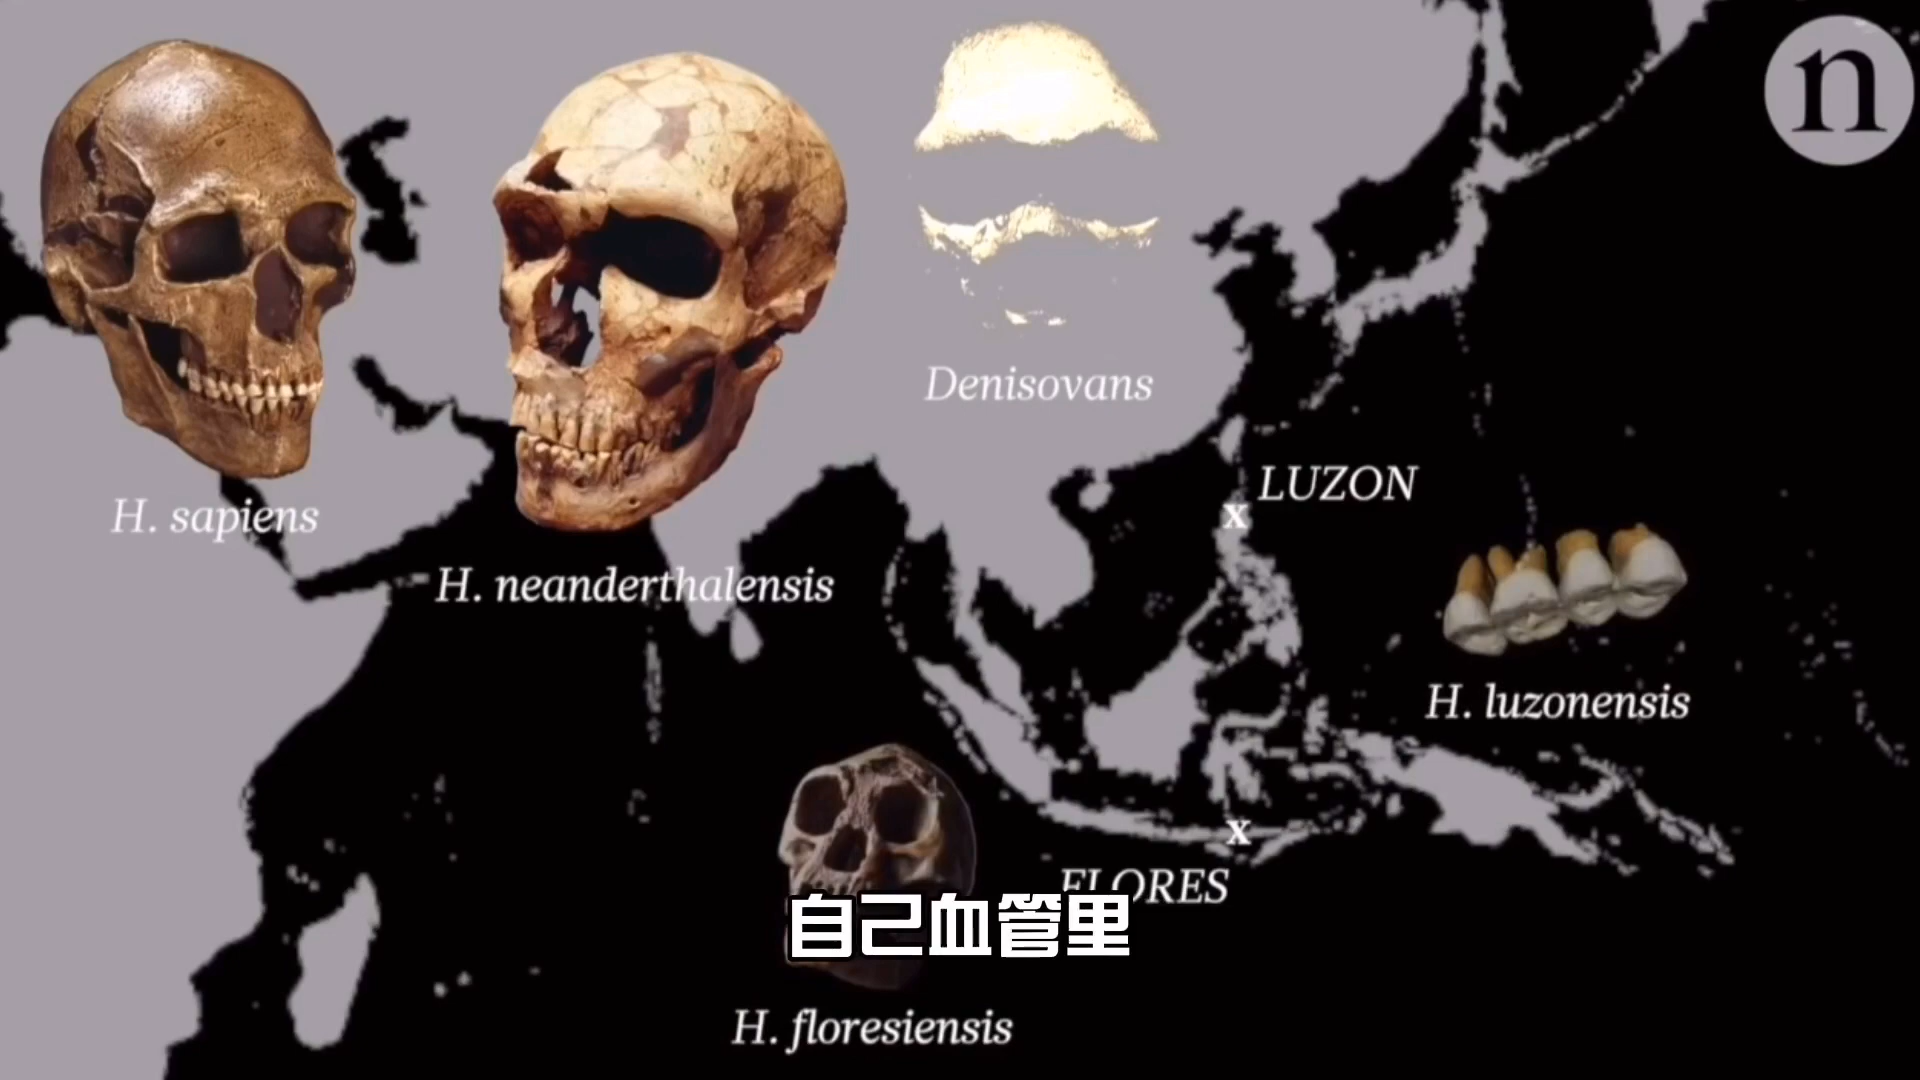 n
Denisovans
LUZON
x
H. sapiens
H. neanderthalensis
H. luzonensis
x
FLORES
自己血管里
H. floresiensis